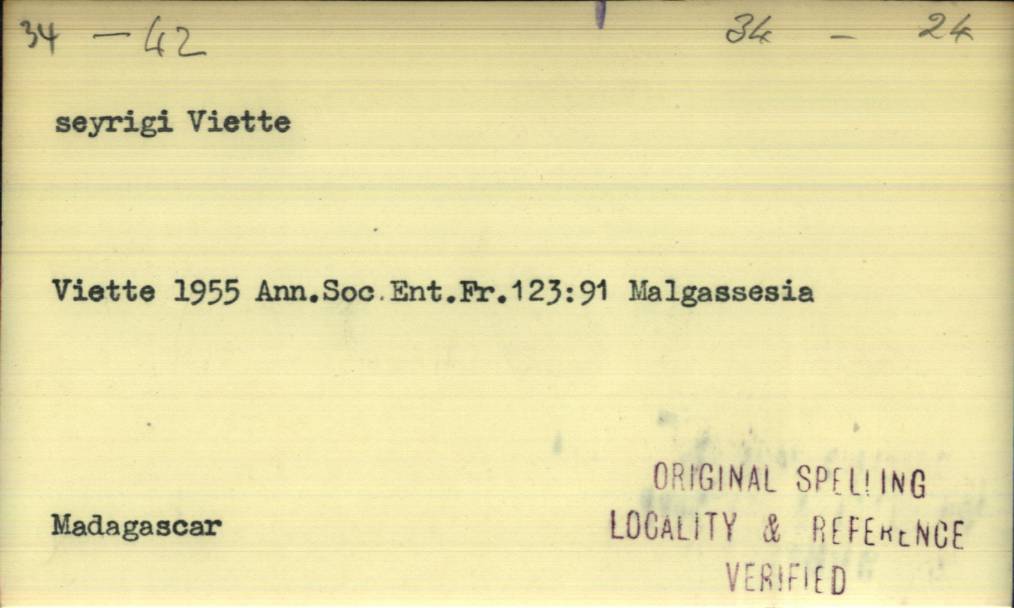 34 - 42 34 - 24
seyrigi Viette
Viette 1955 Ann.Soc.Ent.Fr.123:91 Malgassesia
Madagascar
ORIGINAL SPELLING
LOCALITY & REFERENCE
VERIFIED